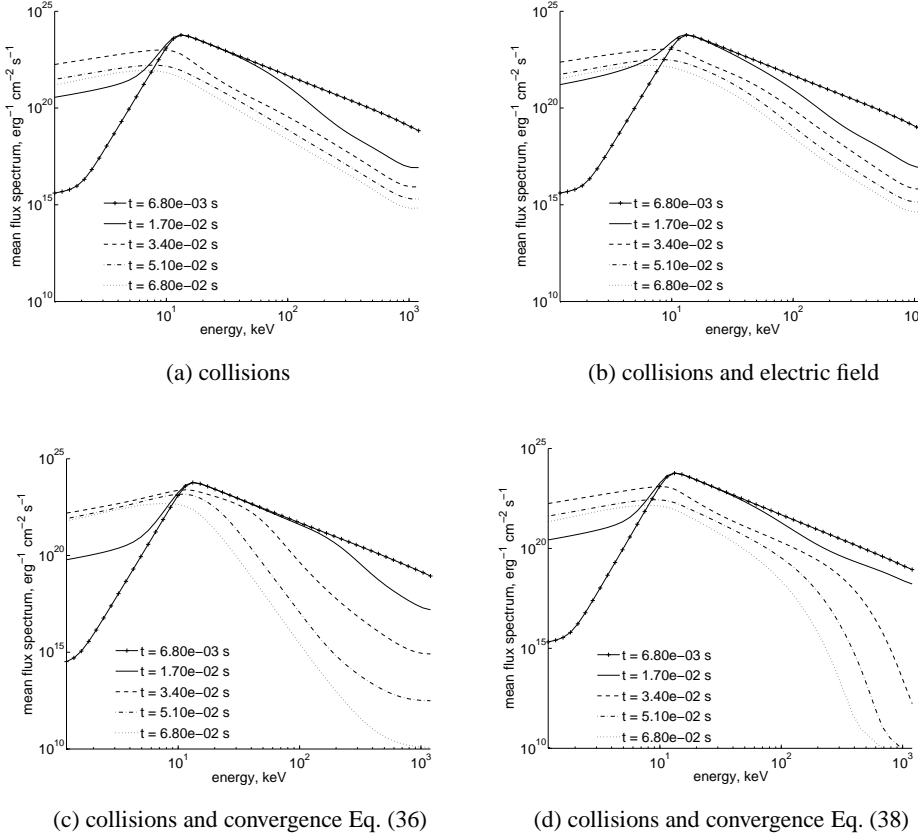 10^25
10^20
10^15
10^10
mean flux spectrum, erg^−1 cm^−2 s^−1
t = 6.80e−03 s
t = 1.70e−02 s
t = 3.40e−02 s
t = 5.10e−02 s
t = 6.80e−02 s
10^1
10^2
10^3
energy, keV
(a) collisions
10^25
10^20
10^15
10^10
mean flux spectrum, erg^−1 cm^−2 s^−1
t = 6.80e−03 s
t = 1.70e−02 s
t = 3.40e−02 s
t = 5.10e−02 s
t = 6.80e−02 s
10^1
10^2
10^3
energy, keV
(b) collisions and electric field
10^25
10^20
10^15
10^10
mean flux spectrum, erg^−1 cm^−2 s^−1
t = 6.80e−03 s
t = 1.70e−02 s
t = 3.40e−02 s
t = 5.10e−02 s
t = 6.80e−02 s
10^1
10^2
10^3
energy, keV
(c) collisions and convergence Eq. (36)
10^25
10^20
10^15
10^10
mean flux spectrum, erg^−1 cm^−2 s^−1
t = 6.80e−03 s
t = 1.70e−02 s
t = 3.40e−02 s
t = 5.10e−02 s
t = 6.80e−02 s
10^1
10^2
10^3
energy, keV
(d) collisions and convergence Eq. (38)